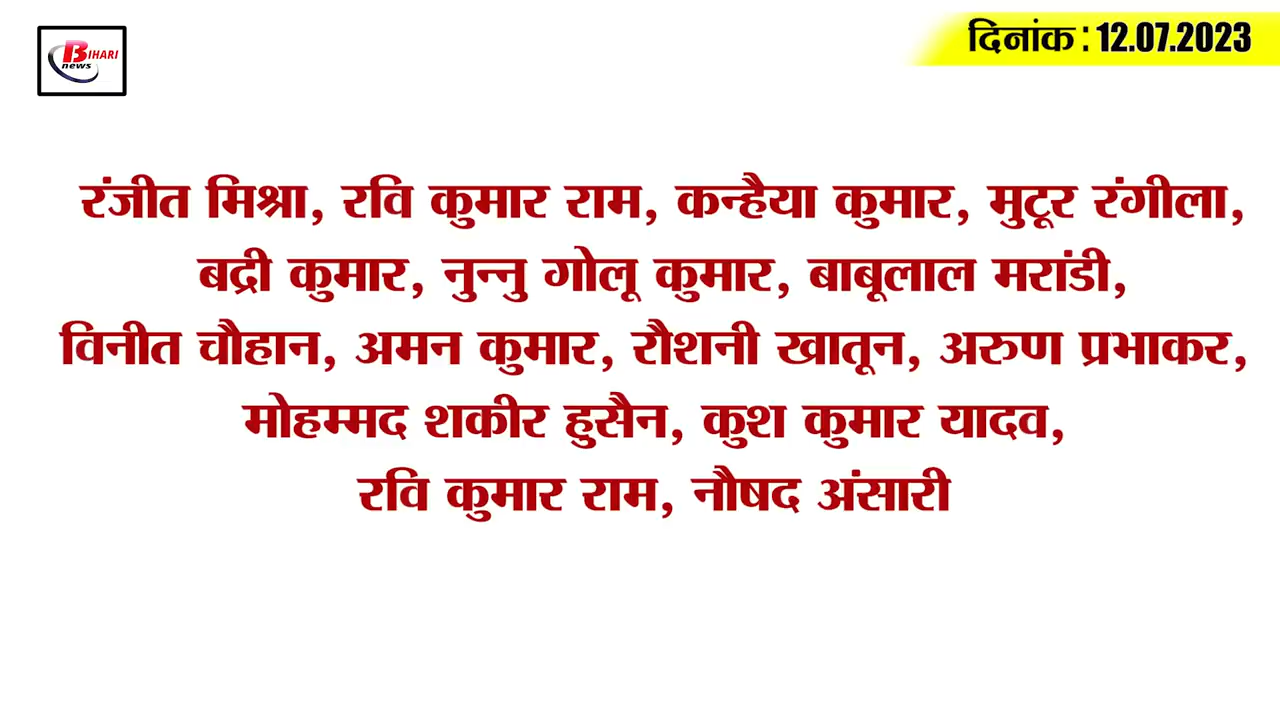 BIHARI
news
दिनांक : 12.07.2023
रंजीत मिश्रा, रवि कुमार राम, कन्हैया कुमार, मुटूर रंगीला,
बद्री कुमार, नुन्नु गोलू कुमार, बाबूलाल मरांडी,
विनीत चौहान, अमन कुमार, रौशनी खातून, अरुण प्रभाकर,
मोहम्मद शकीर हुसैन, कुश कुमार यादव,
रवि कुमार राम, नौषद अंसारी